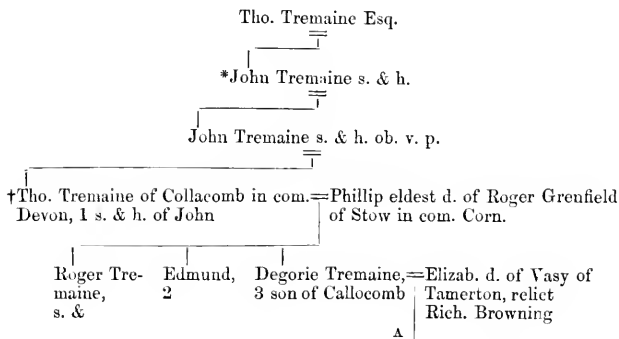 Tho. Tremaine Esq.
*John Tremaine s. & h.
John Tremaine s. & h. ob. v. p.
†Tho. Tremaine of Collacomb in com.=Phillip eldest d. of Roger Grenfield
Devon, 1 s. & h. of John of Stow in com. Corn.
Roger Tre- Edmund, Degorie Tremaine,=Elizab. d. of Vasy of
maine, 2 3 son of Callocomb Tamerton, relict
s. & Rich. Browning
A